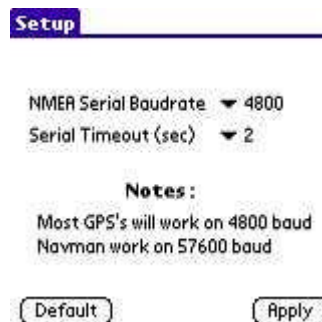 Setup
NMEA Serial Baudrate 4800
Serial Timeout (sec) 2
Notes:
Most GPS's will work on 4800 baud
Navman work on 57600 baud
Default Apply